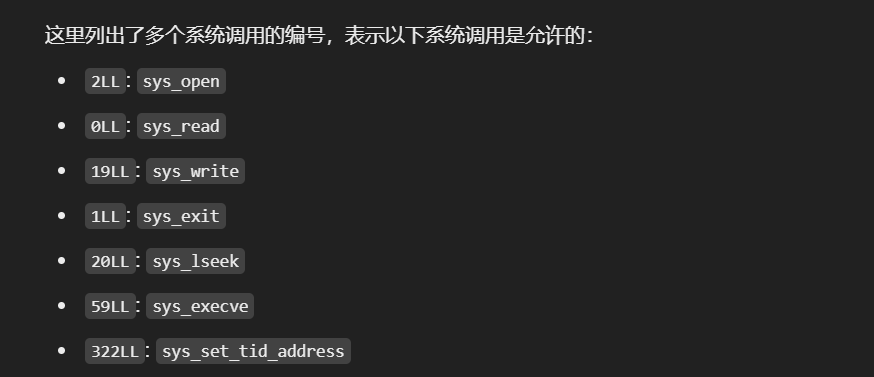 这里列出了多个系统调用的编号，表示以下系统调用是允许的：
• 2LL: sys_open
• 0LL: sys_read
• 19LL: sys_write
• 1LL: sys_exit
• 20LL: sys_lseek
• 59LL: sys_execve
• 322LL: sys_set_tid_address